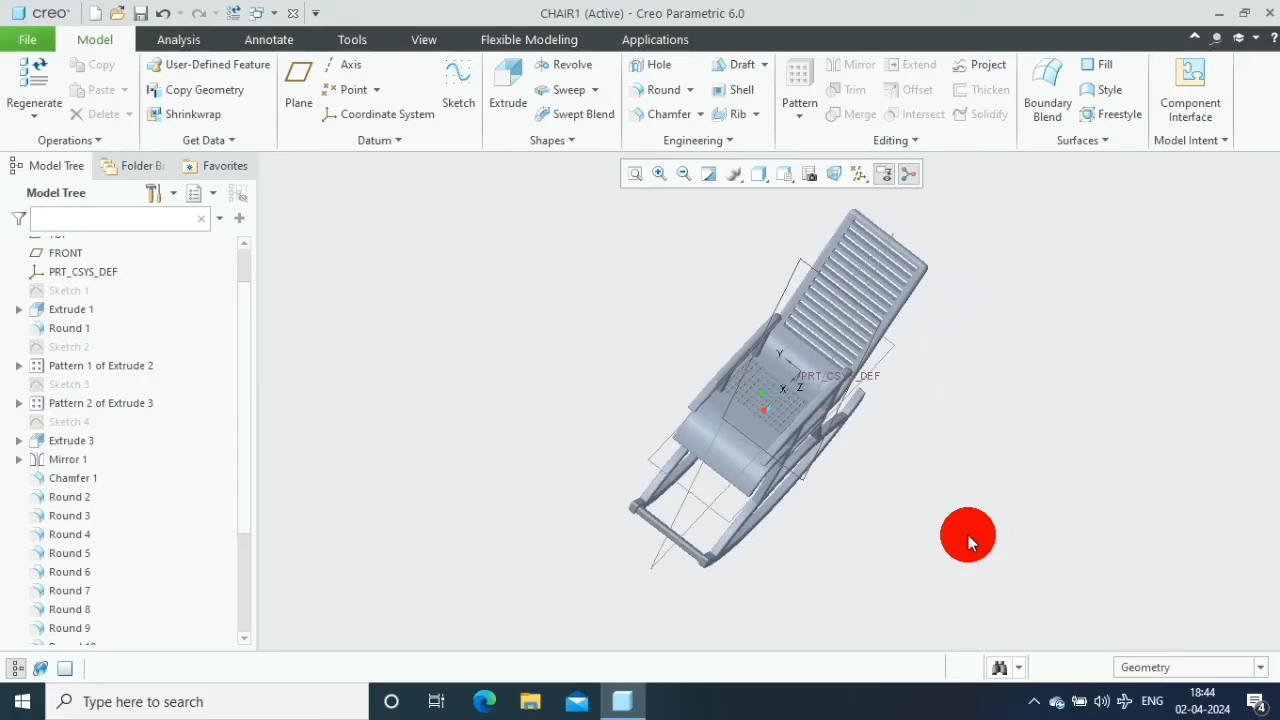 creo
CHAIR1 (Active) - Creo Parametric 6.0
File
Model
Analysis
Annotate
Tools
View
Flexible Modeling
Applications
Regenerate
Copy
Paste
Delete
Operations
User-Defined Feature
Copy Geometry
Shrinkwrap
Get Data
Plane
Axis
Point
Coordinate System
Sketch
Datum
Extrude
Revolve
Sweep
Swept Blend
Shapes
Hole
Round
Chamfer
Draft
Shell
Rib
Engineering
Pattern
Mirror
Trim
Merge
Extend
Offset
Intersect
Project
Thicken
Solidify
Editing
Boundary
Blend
Fill
Style
Freestyle
Surfaces
Component
Interface
Model Intent
Model Tree
Folder Br
Favorites
Model Tree
FRONT
PRT_CSYS_DEF
Sketch 1
Extrude 1
Round 1
Sketch 2
Pattern 1 of Extrude 2
Sketch 3
Pattern 2 of Extrude 3
Sketch 4
Extrude 3
Mirror 1
Chamfer 1
Round 2
Round 3
Round 4
Round 5
Round 6
Round 7
Round 8
Round 9
Y
PRT_CSYS_DEF
X
Z
Geometry
Type here to search
ENG
18:44
02-04-2024
4